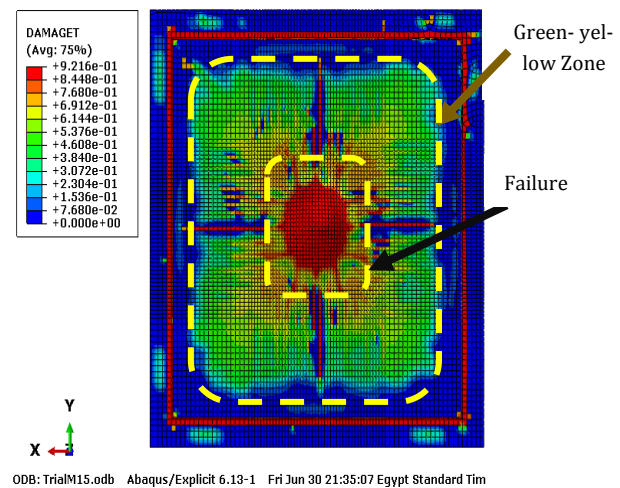 DAMAGET
(Avg: 75%)
+9.216e-01
+8.448e-01
+7.680e-01
+6.912e-01
+6.144e-01
+5.376e-01
+4.608e-01
+3.840e-01
+3.072e-01
+2.304e-01
+1.536e-01
+7.680e-02
+0.000e+00
Green- yel-
low Zone
Failure
Y
X
Z
ODB: TrialM15.odb Abaqus/Explicit 6.13-1 Fri Jun 30 21:35:07 Egypt Standard Tim